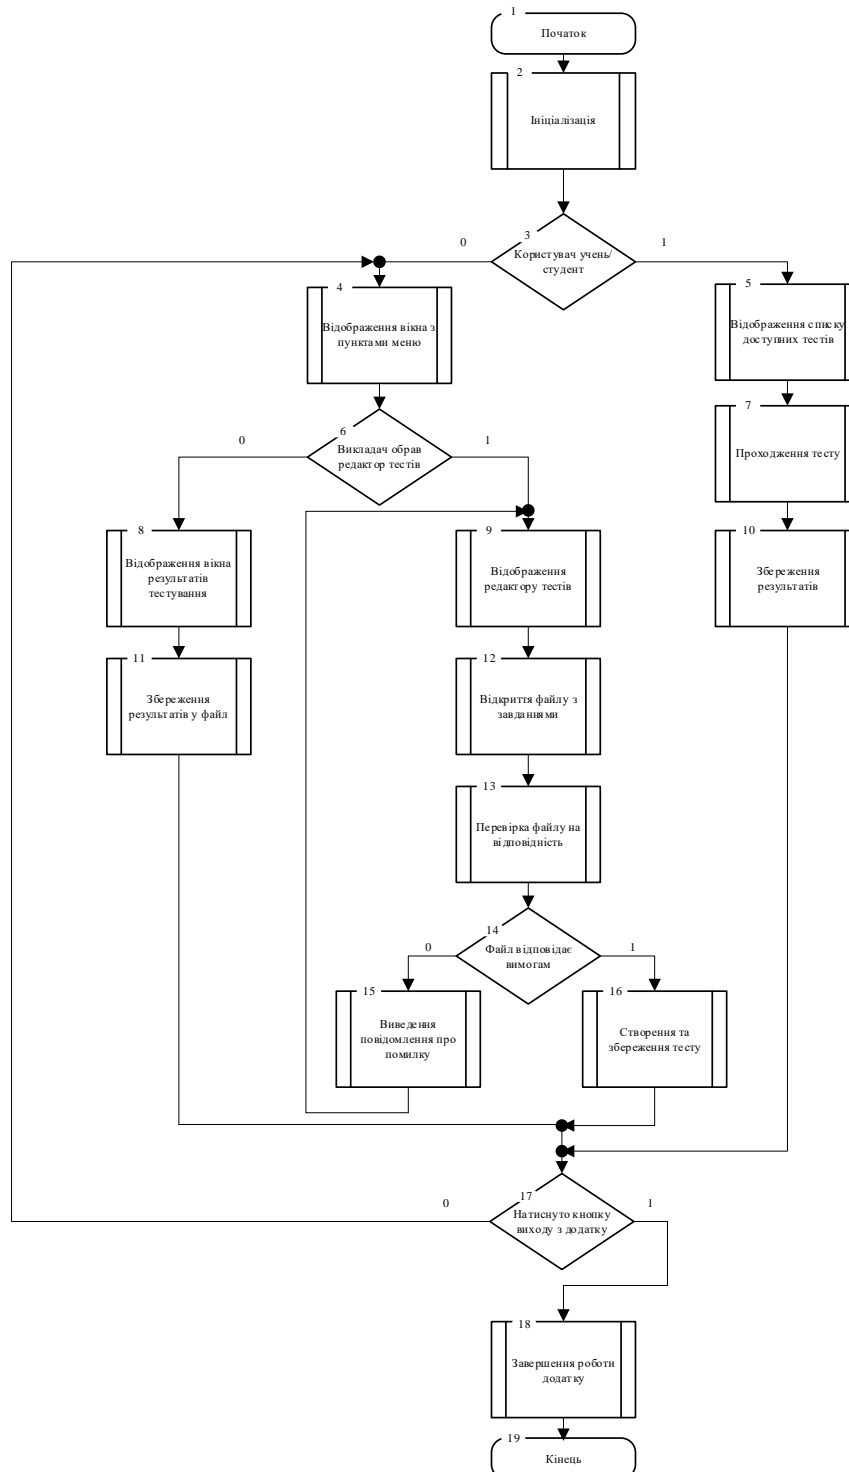 1
Початок
2
Ініціалізація
3
Користувач учень/
студент
0
1
4
Відображення вікна з
пунктами меню
5
Відображення списку
доступних тестів
6
Викладач обрав
редактор тестів
0
1
7
Проходження тесту
8
Відображення вікна
результатів
тестування
9
Відображення
редактору тестів
10
Збереження
результатів
11
Збереження
результатів у файл
12
Відкриття файлу з
завданнями
13
Перевірка файлу на
відповідність
14
Файл відповідає
вимогам
0
1
15
Виведення
повідомлення про
помилку
16
Створення та
збереження тесту
17
Натиснуто кнопку
виходу з додатку
0
1
18
Завершення роботи
додатку
19
Кінець